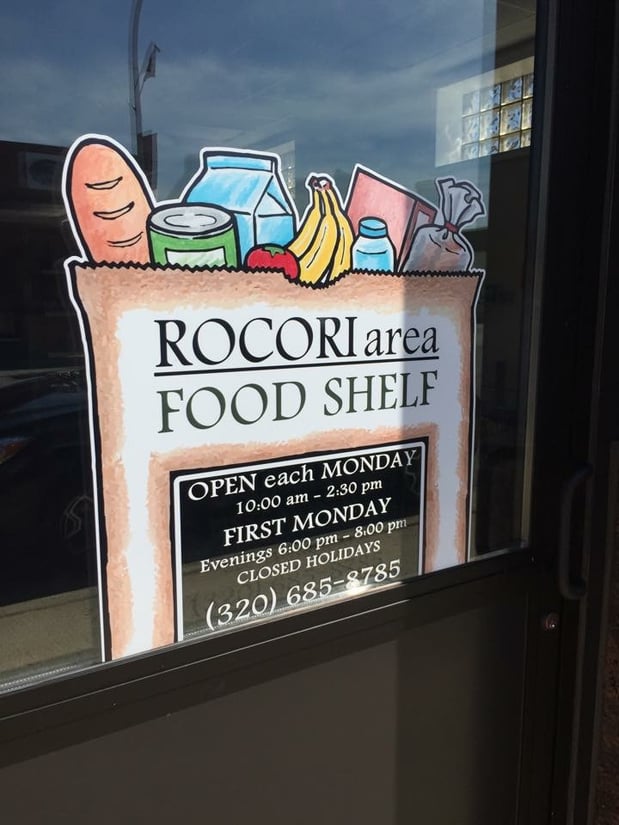 ROCORI area
FOOD SHELF
OPEN each MONDAY
10:00 am - 2:30 pm
FIRST MONDAY
Evenings 6:00 pm - 8:00 pm
CLOSED HOLIDAYS
(320) 685-8785